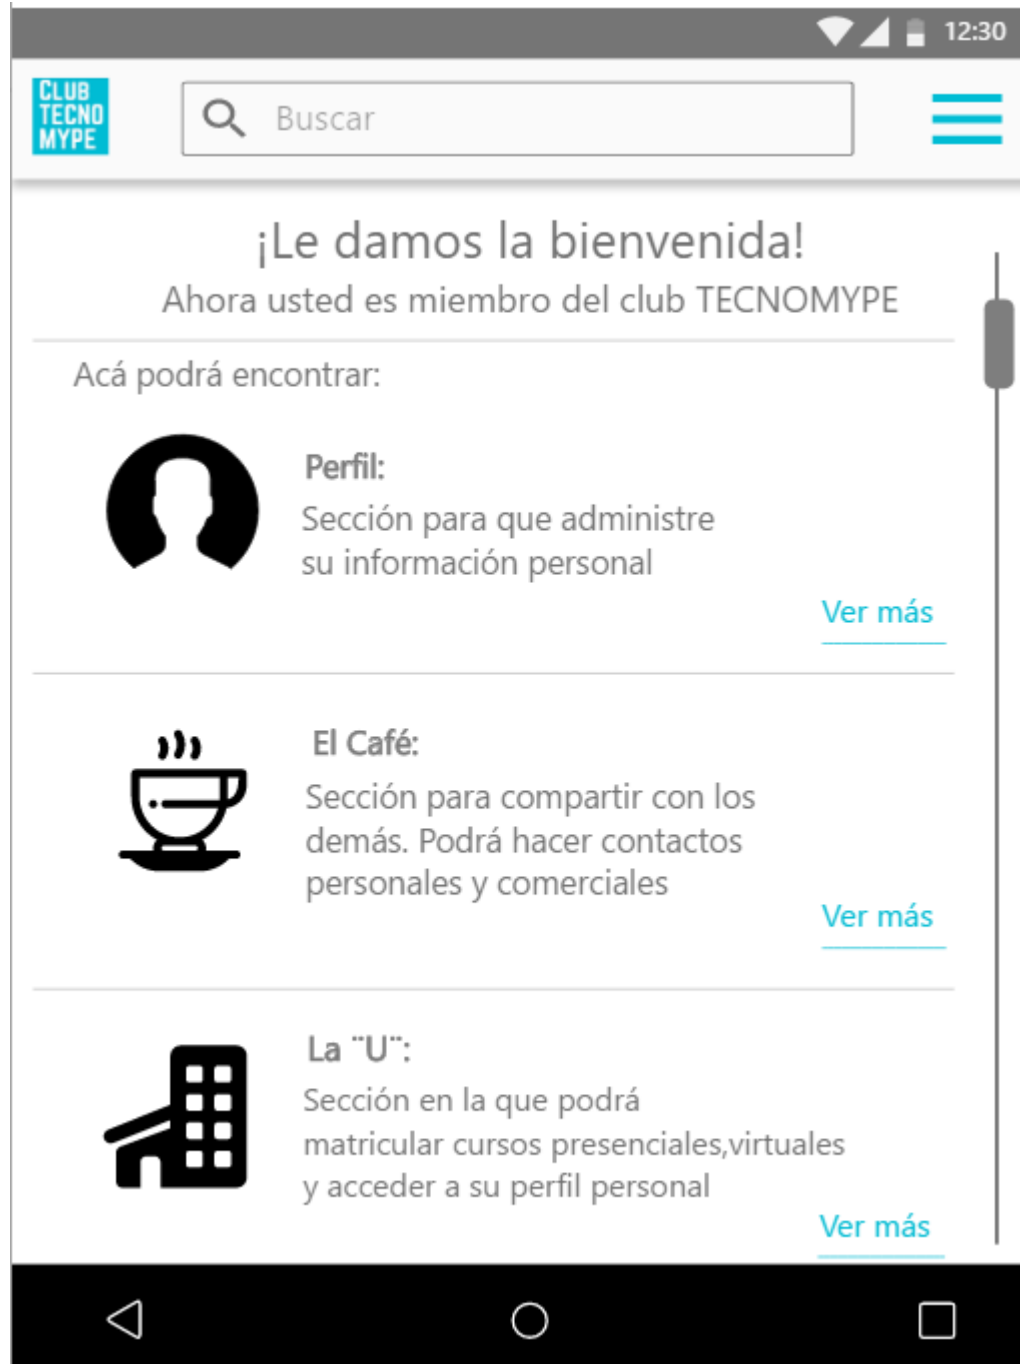 12:30
CLUB
TECNO
MYPE
Buscar
¡Le damos la bienvenida!
Ahora usted es miembro del club TECNOMYPE
Acá podrá encontrar:
Perfil:
Sección para que administre
su información personal
Ver más
El Café:
Sección para compartir con los
demás. Podrá hacer contactos
personales y comerciales
Ver más
La ¨U¨:
Sección en la que podrá
matricular cursos presenciales,virtuales
y acceder a su perfil personal
Ver más